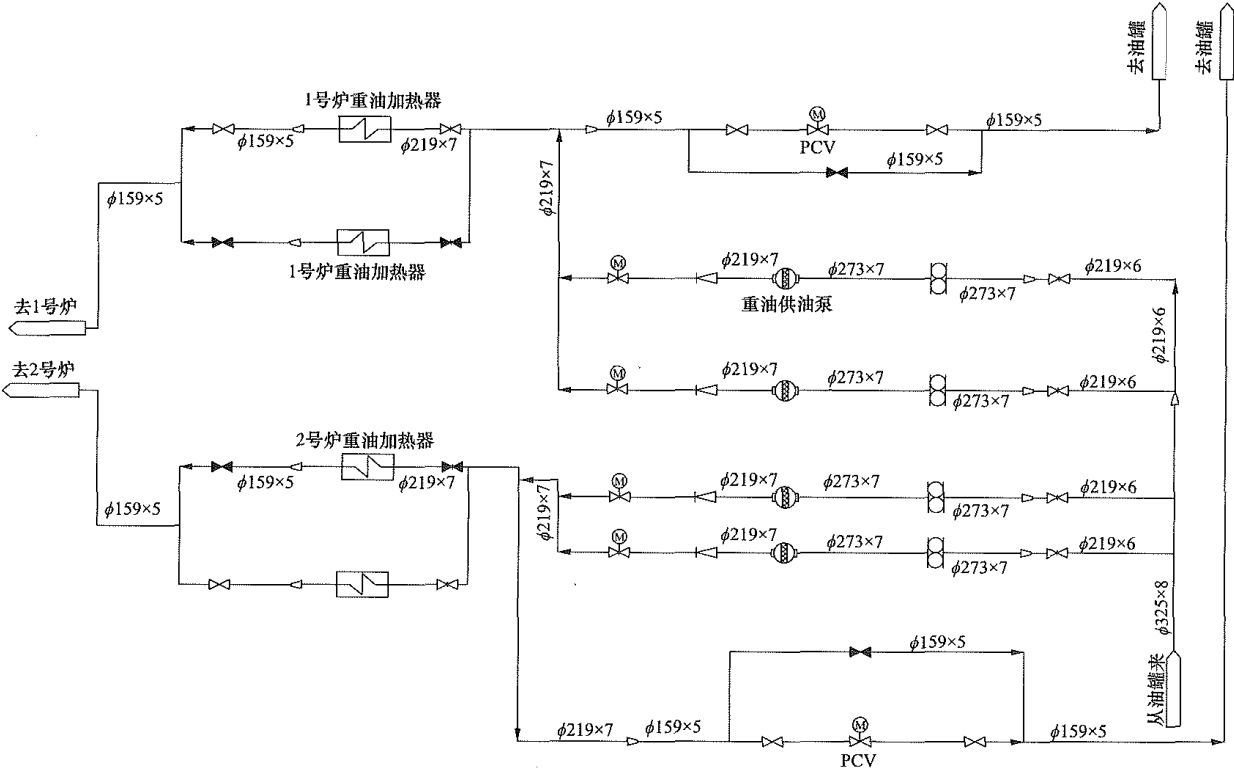 去油罐
去油罐
1号炉重油加热器
ϕ159×5
ϕ219×7
ϕ159×5
M
PCV
ϕ159×5
ϕ159×5
ϕ159×5
ϕ219×7
1号炉重油加热器
M
ϕ219×7
ϕ273×7
ϕ273×7
ϕ219×6
重油供油泵
去1号炉
ϕ219×6
去2号炉
M
ϕ219×7
ϕ273×7
ϕ273×7
ϕ219×6
2号炉重油加热器
ϕ159×5
ϕ219×7
M
ϕ219×7
ϕ273×7
ϕ273×7
ϕ219×6
ϕ159×5
ϕ219×7
M
ϕ219×7
ϕ273×7
ϕ273×7
ϕ219×6
ϕ325×8
ϕ159×5
从油罐来
ϕ219×7
ϕ159×5
M
PCV
ϕ159×5